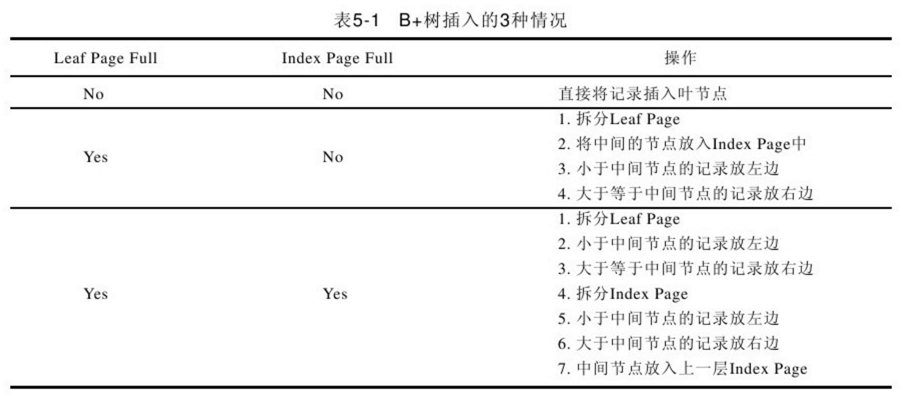 表5-1 B+树插入的3种情况
Leaf Page Full Index Page Full 操作
No No 直接将记录插入叶节点
Yes No 1. 拆分Leaf Page
2. 将中间的节点放入Index Page中
3. 小于中间节点的记录放左边
4. 大于等于中间节点的记录放右边
Yes Yes 1. 拆分Leaf Page
2. 小于中间节点的记录放左边
3. 大于等于中间节点的记录放右边
4. 拆分Index Page
5. 小于中间节点的记录放左边
6. 大于中间节点的记录放右边
7. 中间节点放入上一层Index Page